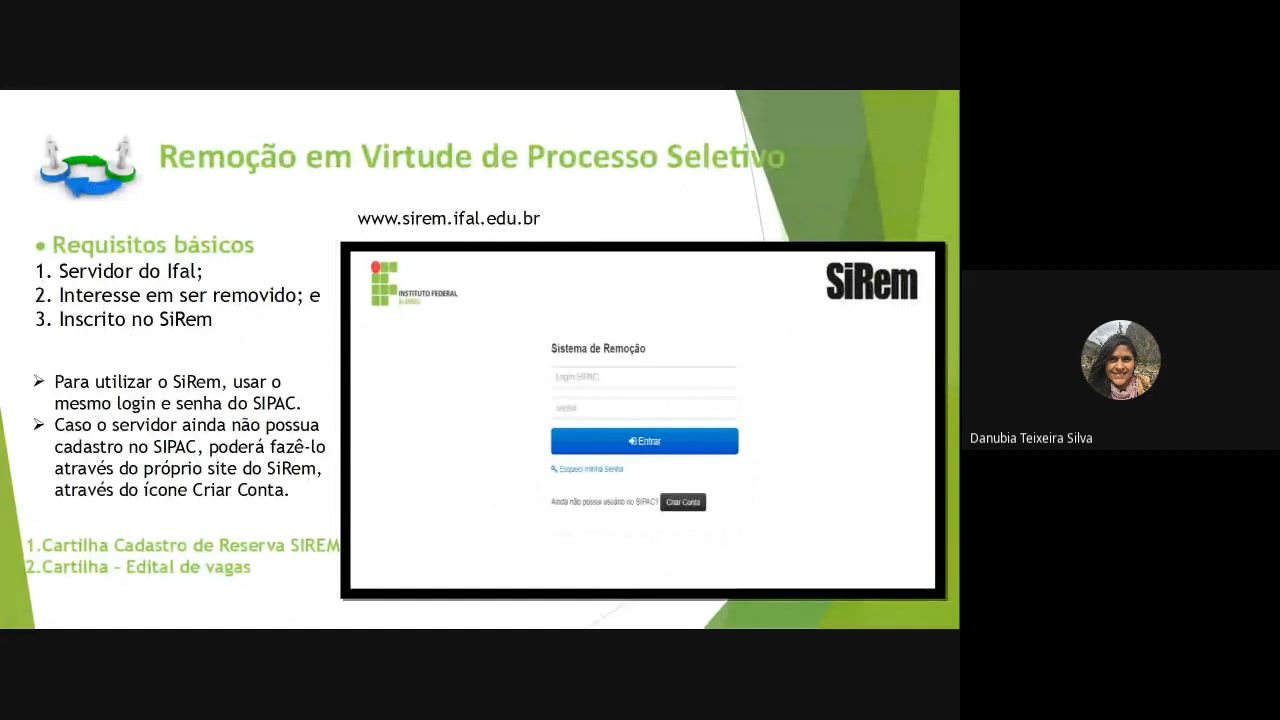 Remoção em Virtude de Processo Seletivo
www.sirem.ifal.edu.br
• Requisitos básicos
1. Servidor do Ifal;
2. Interesse em ser removido; e
3. Inscrito no SiRem
➢ Para utilizar o SiRem, usar o
mesmo login e senha do SIPAC.
➢ Caso o servidor ainda não possua
cadastro no SIPAC, poderá fazê-lo
através do próprio site do SiRem,
através do ícone Criar Conta.
1.Cartilha Cadastro de Reserva SIREM
2.Cartilha – Edital de vagas
INSTITUTO FEDERAL
SiRem
Sistema de Remoção
Login SIPAC
Senha
Entrar
Esqueci minha Senha
Ainda não possui usuário no SIPAC? Criar Conta
Danubia Teixeira Silva